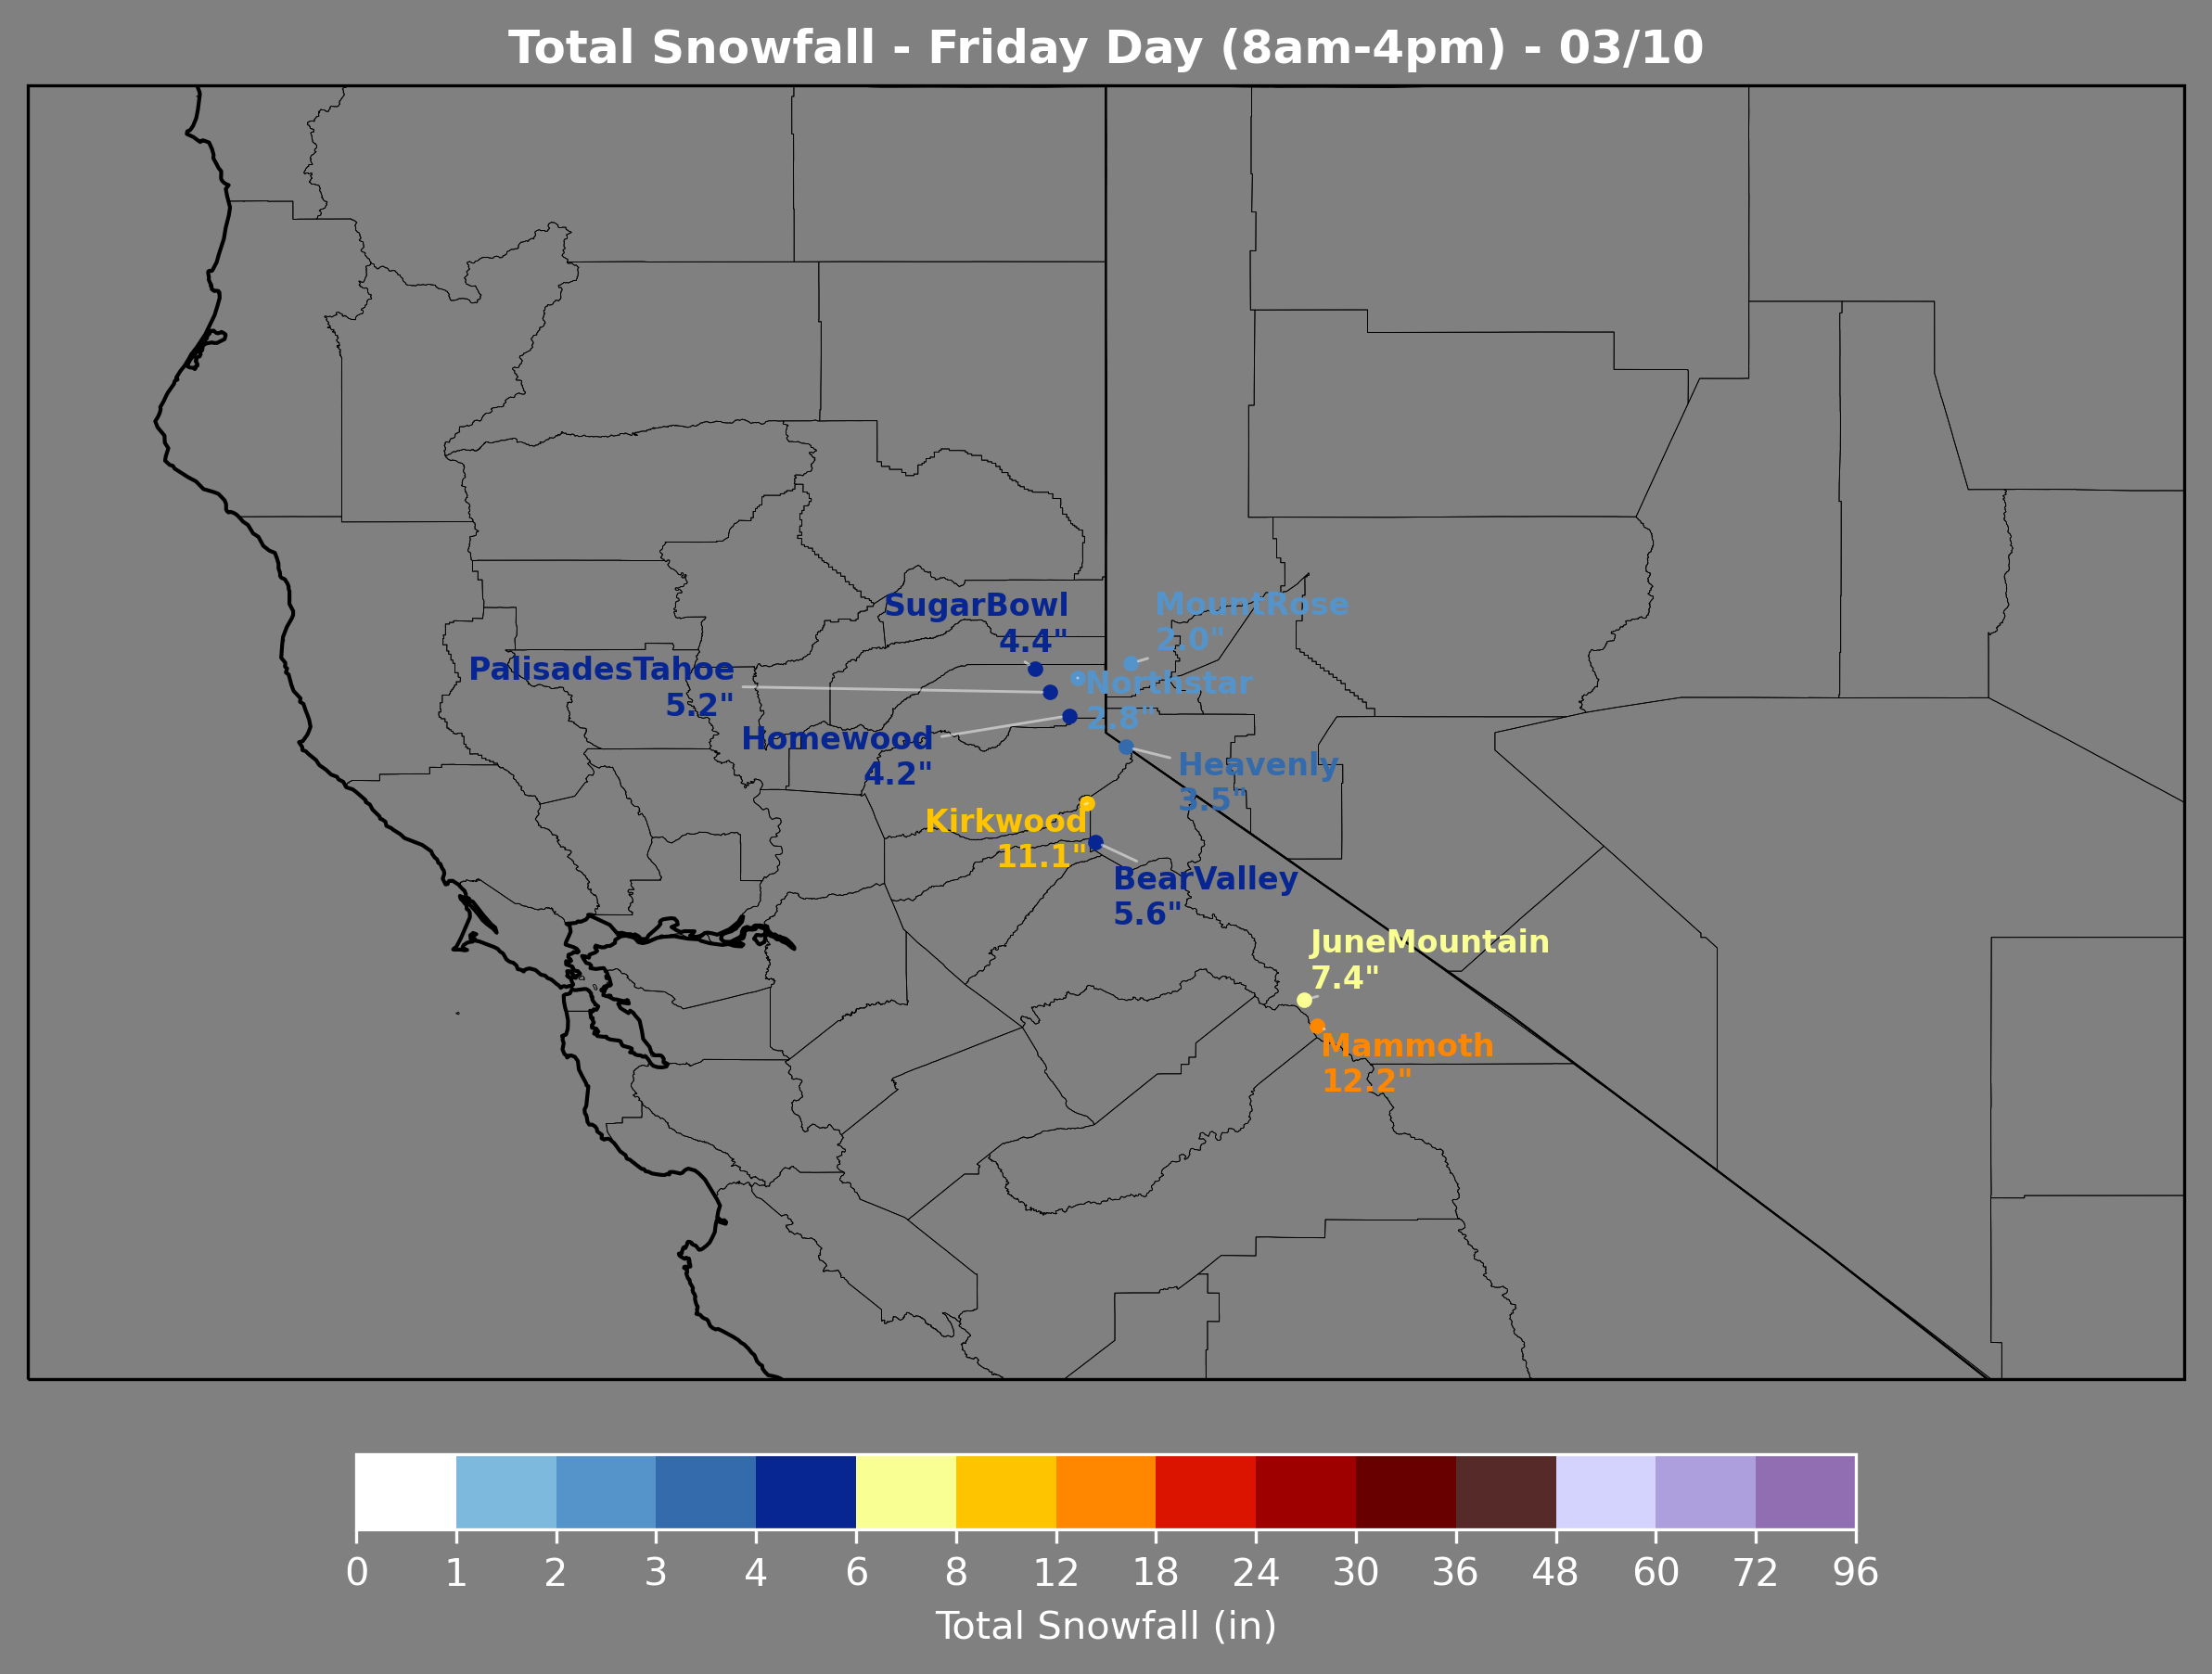 Total Snowfall - Friday Day (8am-4pm) - 03/10
SugarBowl
4.4"
MountRose
2.0"
PalisadesTahoe
5.2"
Northstar
2.8"
Homewood
4.2"
Heavenly
3.5"
Kirkwood
11.1"
BearValley
5.6"
JuneMountain
7.4"
Mammoth
12.2"
0 1 2 3 4 6 8 12 18 24 30 36 48 60 72 96
Total Snowfall (in)